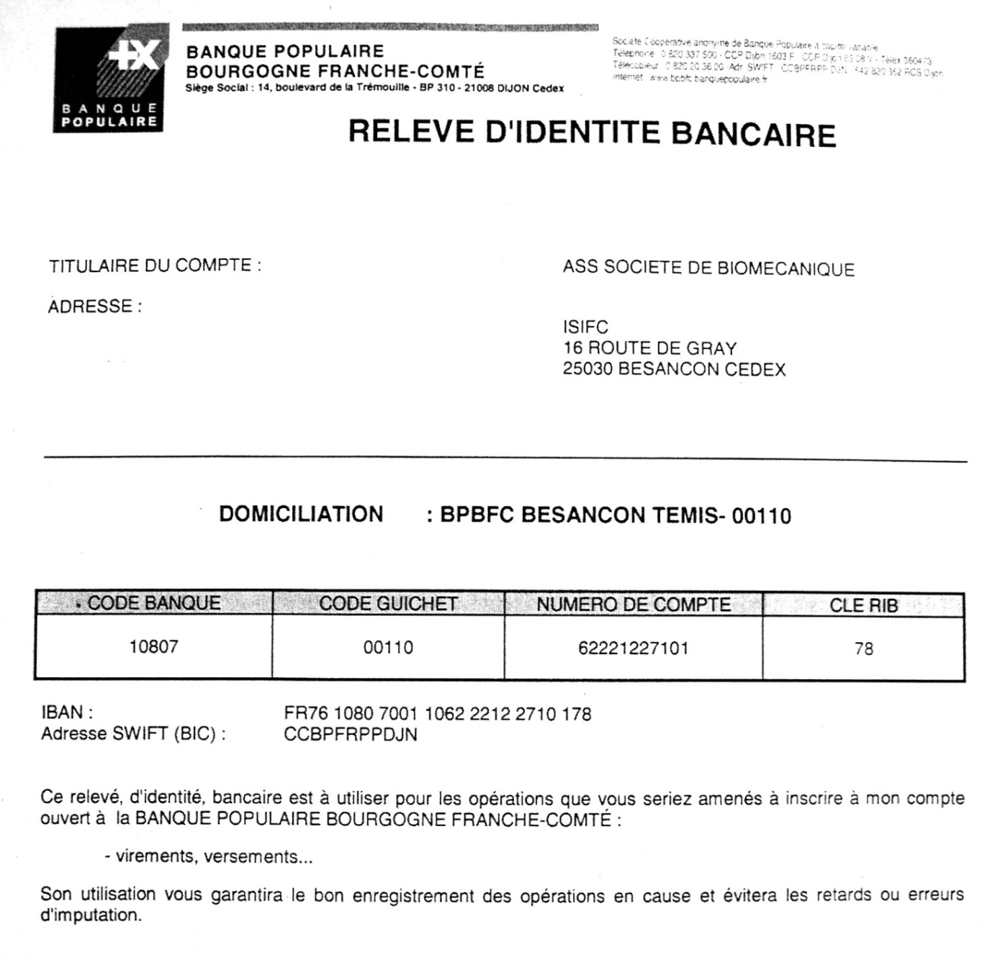 +X
BANQUE
POPULAIRE
BANQUE POPULAIRE
BOURGOGNE FRANCHE-COMTÉ
Siège Social : 14, boulevard de la Trémouille - BP 310 - 21008 DIJON Cedex
Société Coopérative anonyme de Banque Populaire à capital variable
Téléphone : 0 820 337 500 - CCP Dijon 1603 F - CCP Dijon - Telex
Télécopieur : 0 820 20 36 20 - Adr. SWIFT : CCBPFRPP DJN - 542 820 352 RCS Dijon
Internet : www.bpbfc.banquepopulaire.fr
RELEVE D'IDENTITE BANCAIRE
TITULAIRE DU COMPTE :
ASS SOCIETE DE BIOMECANIQUE
ADRESSE :
ISIFC
16 ROUTE DE GRAY
25030 BESANCON CEDEX
DOMICILIATION : BPBFC BESANCON TEMIS- 00110
CODE BANQUE CODE GUICHET NUMERO DE COMPTE CLE RIB
10807 00110 62221227101 78
IBAN : FR76 1080 7001 1062 2212 2710 178
Adresse SWIFT (BIC) : CCBPFRPPDJN
Ce relevé, d'identité, bancaire est à utiliser pour les opérations que vous seriez amenés à inscrire à mon compte
ouvert à la BANQUE POPULAIRE BOURGOGNE FRANCHE-COMTÉ :
- virements, versements...
Son utilisation vous garantira le bon enregistrement des opérations en cause et évitera les retards ou erreurs
d'imputation.